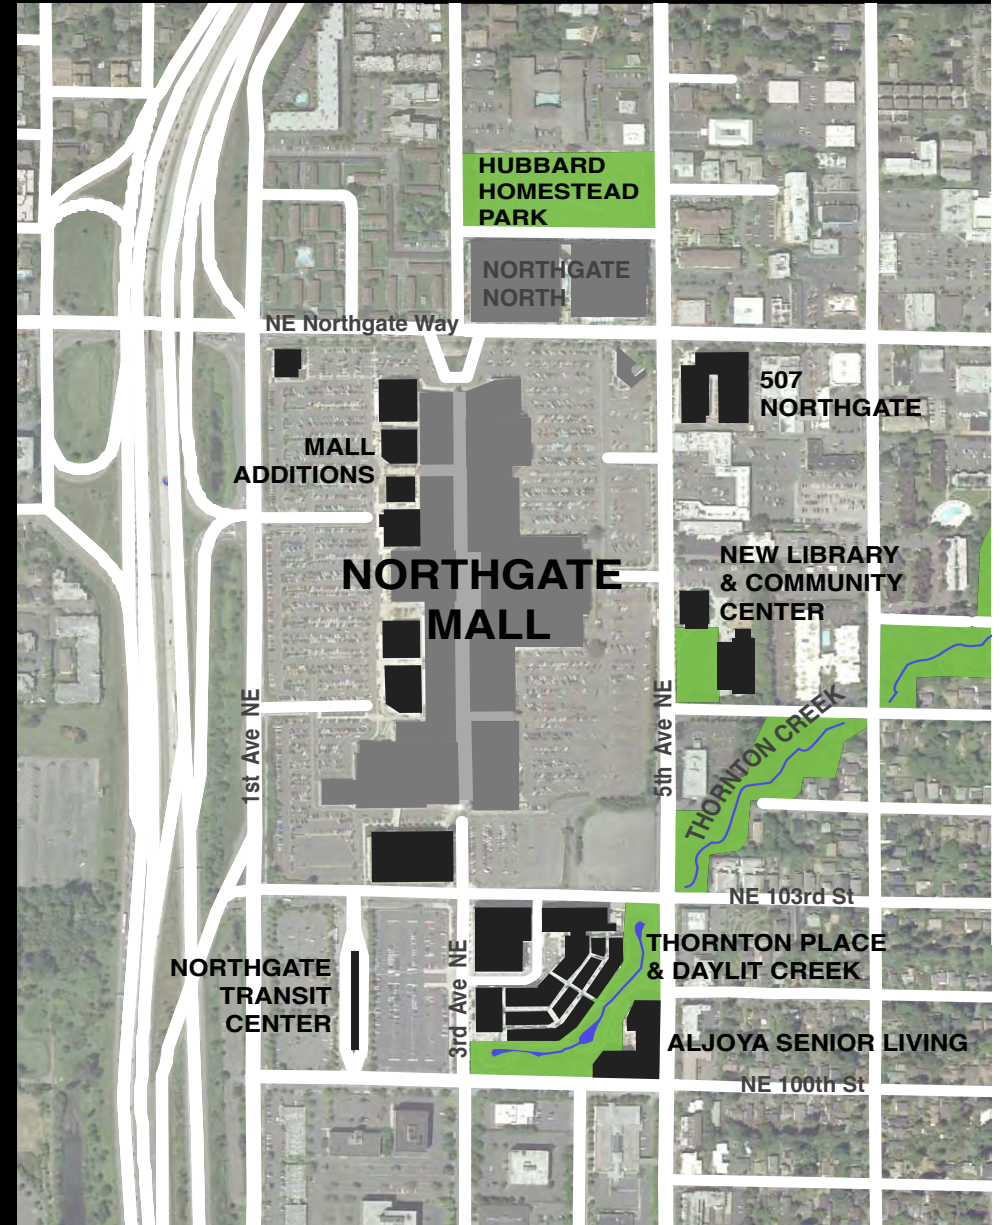 HUBBARD
HOMESTEAD
PARK
NORTHGATE
NORTH
NE Northgate Way
507
NORTHGATE
MALL
ADDITIONS
NORTHGATE
MALL
NEW LIBRARY
& COMMUNITY
CENTER
1st Ave NE
5th Ave NE
THORNTON CREEK
NE 103rd St
THORNTON PLACE
& DAYLIT CREEK
NORTHGATE
TRANSIT
CENTER
3rd Ave NE
ALJOYA SENIOR LIVING
NE 100th St